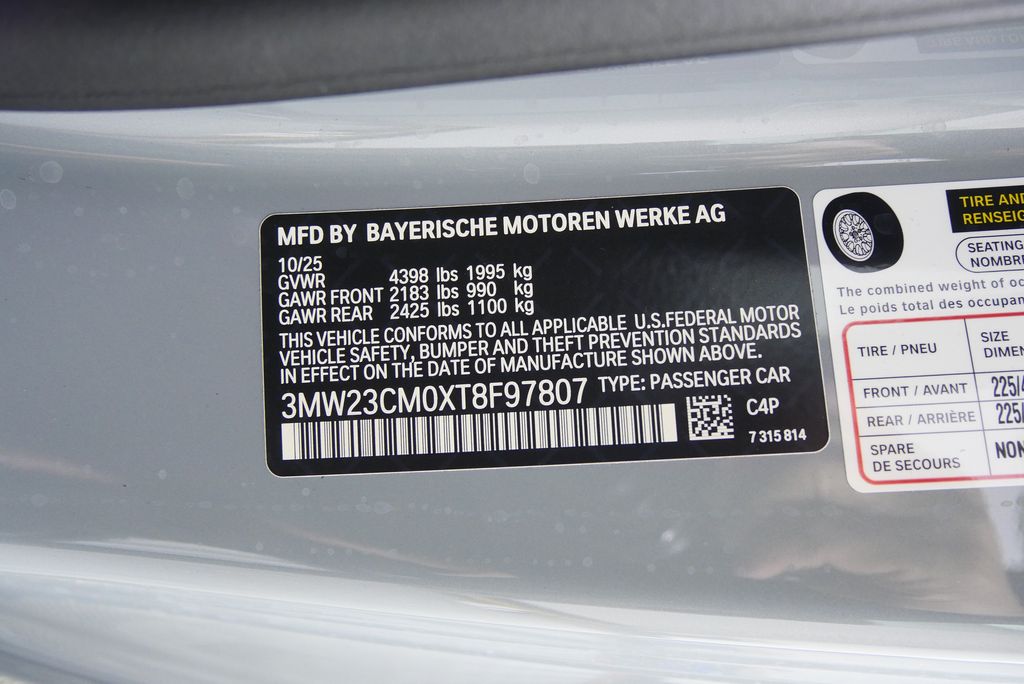 MFD BY BAYERISCHE MOTOREN WERKE AG
10/25
GVWR 4398 lbs 1995 kg
GAWR FRONT 2183 lbs 990 kg
GAWR REAR 2425 lbs 1100 kg
THIS VEHICLE CONFORMS TO ALL APPLICABLE U.S.FEDERAL MOTOR
VEHICLE SAFETY, BUMPER AND THEFT PREVENTION STANDARDS
IN EFFECT ON THE DATE OF MANUFACTURE SHOWN ABOVE.
3MW23CM0XT8F97807 TYPE: PASSENGER CAR
C4P
7 315 814
TIRE AND
RENSEIG
SEATING
NOMBRE
The combined weight of oc
Le poids total des occupan
TIRE / PNEU SIZE
DIMEN
FRONT / AVANT 225/4
REAR / ARRIÈRE 225/
SPARE
DE SECOURS NON